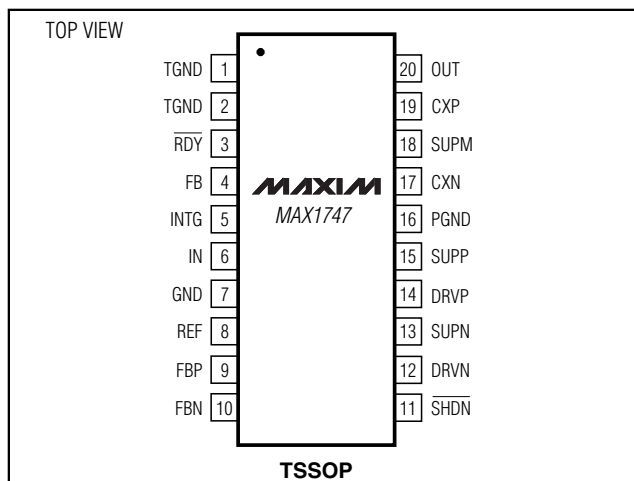 TOP VIEW
TGND 1
TGND 2
RDY 3
FB 4
INTG 5
IN 6
GND 7
REF 8
FBP 9
FBN 10
MAXIM
MAX1747
20 OUT
19 CXP
18 SUPM
17 CXN
16 PGND
15 SUPP
14 DRVP
13 SUPN
12 DRVN
11 SHDN
TSSOP